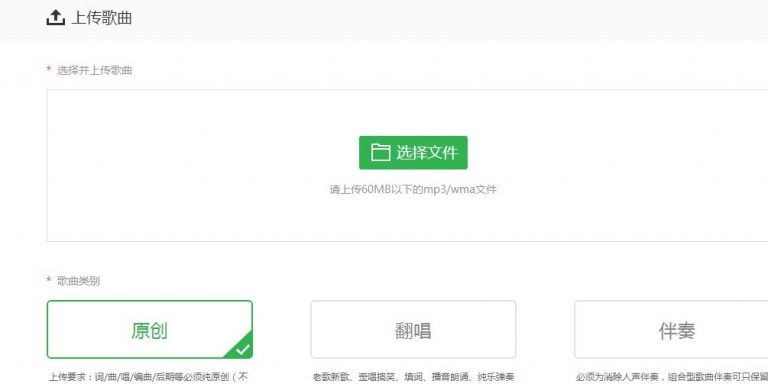 上传歌曲
* 选择并上传歌曲
选择文件
请上传60MB以下的mp3/wma文件
* 歌曲类别
原创
翻唱
伴奏
上传要求：词/曲/唱/编曲/后期等必须纯原创（不
老歌新歌、歪唱搞笑、填词、播音朗诵、纯乐弹奏
必须为消除人声伴奏，组合型歌曲伴奏可只保留